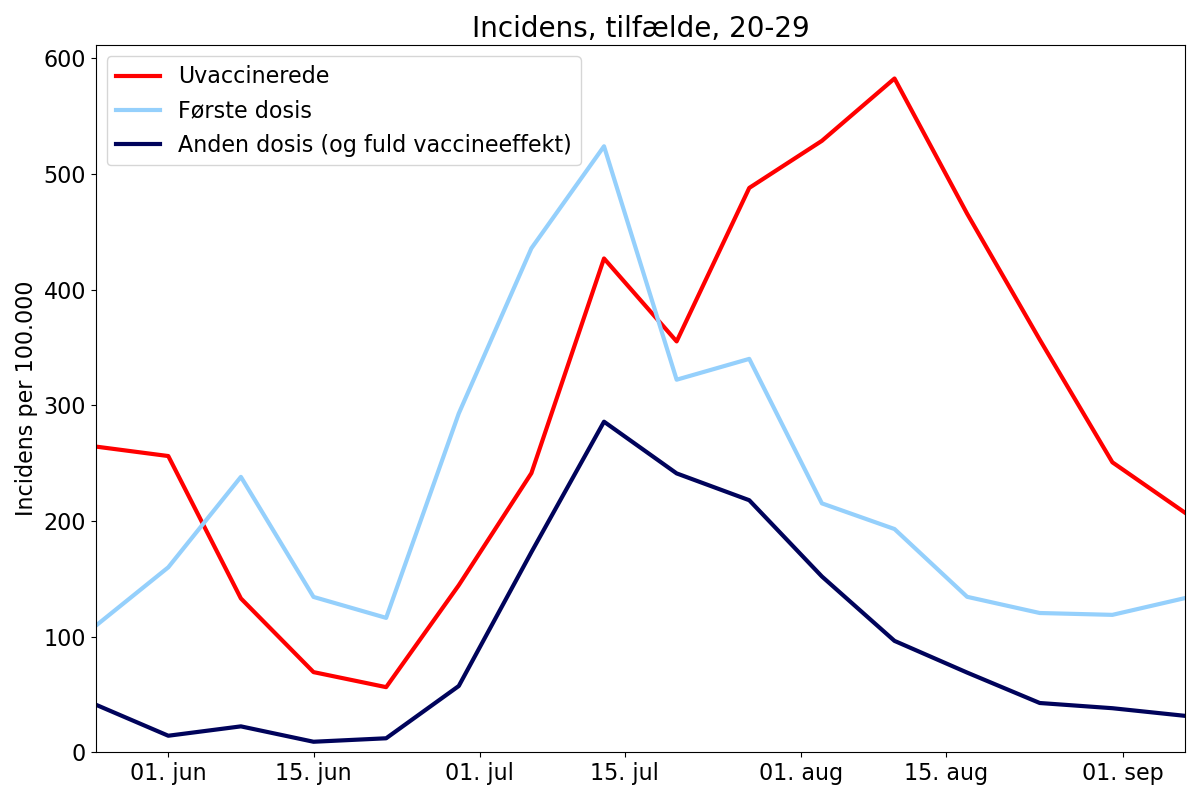 Incidens, tilfælde, 20-29
Uvaccinerede
Første dosis
Anden dosis (og fuld vaccineeffekt)
Incidens per 100.000
600
500
400
300
200
100
0
01. jun
15. jun
01. jul
15. jul
01. aug
15. aug
01. sep